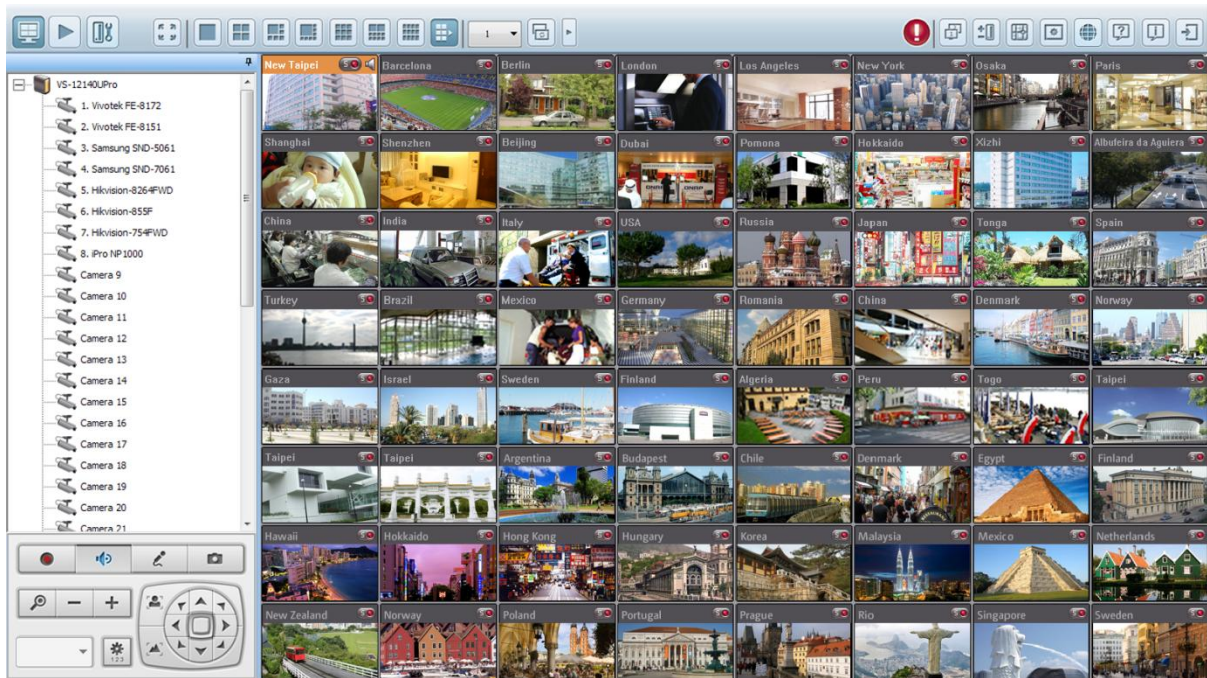 1
VS-12140UPro
1. Vivotek FE-8172
2. Vivotek FE-8151
3. Samsung SND-5061
4. Samsung SND-7061
5. Hikvision-8264FWD
6. Hikvision-855F
7. Hikvision-754FWD
8. iPro NP1000
Camera 9
Camera 10
Camera 11
Camera 12
Camera 13
Camera 14
Camera 15
Camera 16
Camera 17
Camera 18
Camera 19
Camera 20
Camera 21
123
New Taipei Barcelona Berlin London Los Angeles New York Osaka Paris
Shanghai Shenzhen Beijing Dubai Pomona Hokkaido Xizhi Albufeira da Aguiera
China India Italy USA Russia Japan Tonga Spain
Turkey Brazil Mexico Germany Romania China Denmark Norway
Gaza Israel Sweden Finland Algeria Peru Togo Taipei
Taipei Taipei Argentina Budapest Chile Denmark Egypt Finland
Hawaii Hokkaido Hong Kong Hungary Korea Malaysia Mexico Netherlands
New Zealand Norway Poland Portugal Prague Rio Singapore Sweden